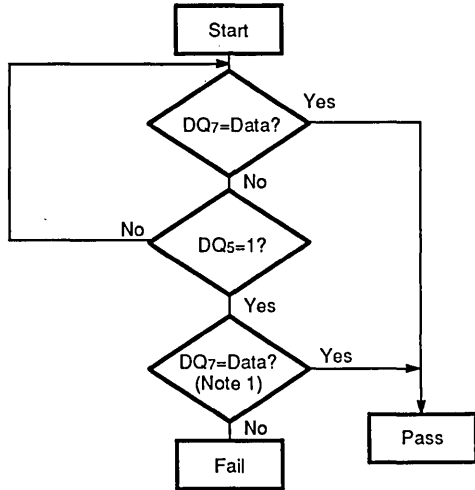 Start
DQ7=Data?
Yes
No
No
DQ5=1?
Yes
DQ7=Data?
(Note 1)
Yes
No
Fail
Pass